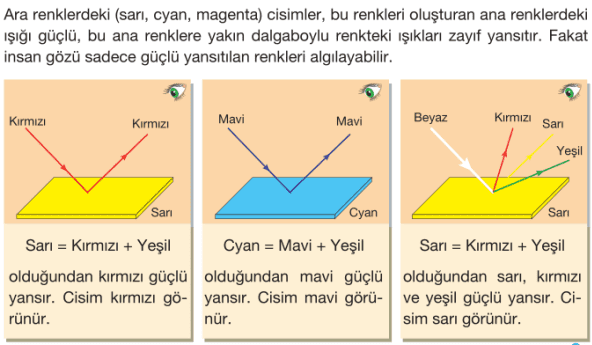 Ara renklerdeki (sarı, cyan, magenta) cisimler, bu renkleri oluşturan ana renklerdeki
ışığı güçlü, bu ana renklere yakın dalgaboylu renkteki ışıkları zayıf yansıtır. Fakat
insan gözü sadece güçlü yansıtılan renkleri algılayabilir.
Kırmızı
Kırmızı
Sarı
Sarı = Kırmızı + Yeşil
olduğundan kırmızı güçlü
yansır. Cisim kırmızı gö-
rünür.
Mavi
Mavi
Cyan
Cyan = Mavi + Yeşil
olduğundan mavi güçlü
yansır. Cisim mavi görü-
nür.
Beyaz
Kırmızı
Sarı
Yeşil
Sarı
Sarı = Kırmızı + Yeşil
olduğundan sarı, kırmızı
ve yeşil güçlü yansır. Ci-
sim sarı görünür.